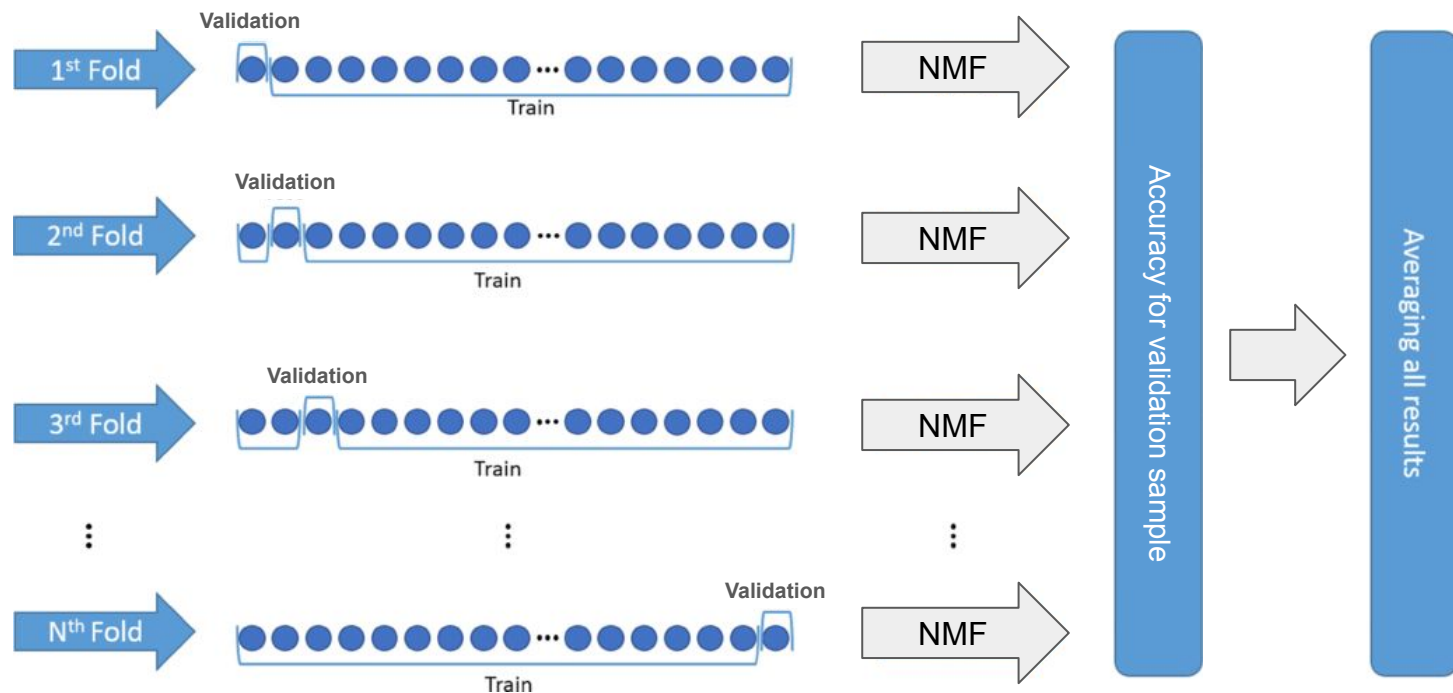 Validation
1st Fold
Train
NMF
Validation
2nd Fold
Train
NMF
Validation
3rd Fold
Train
NMF
Validation
Nth Fold
Train
NMF
Accuracy for validation sample
Averaging all results